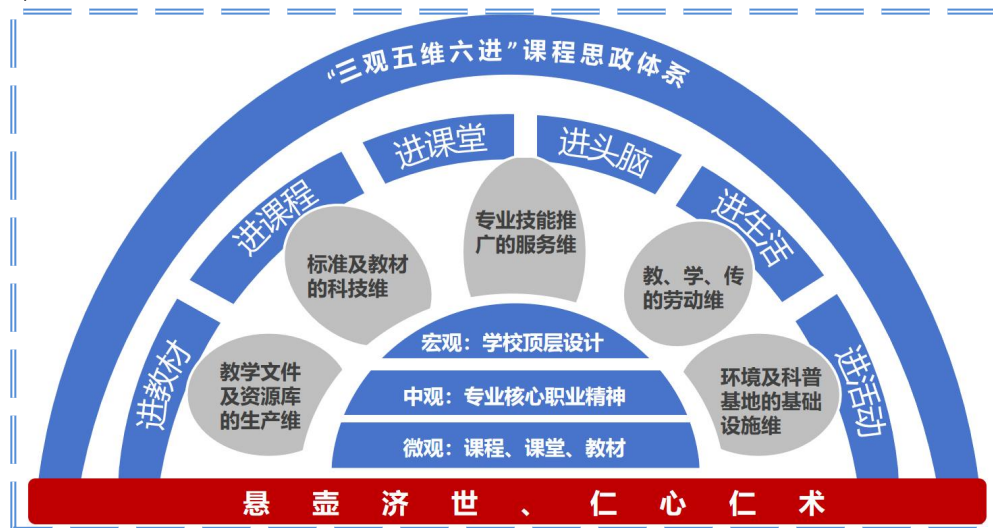 “三观五维六进”课程思政体系
进教材
进课程
进课堂
进头脑
进生活
进活动
教学文件
及资源库
的生产维
标准及教材
的科技维
专业技能推
广的服务维
教、学、传
的劳动维
环境及科普
基地的基础
设施维
宏观：学校顶层设计
中观：专业核心职业精神
微观：课程、课堂、教材
悬壶济世、仁心仁术